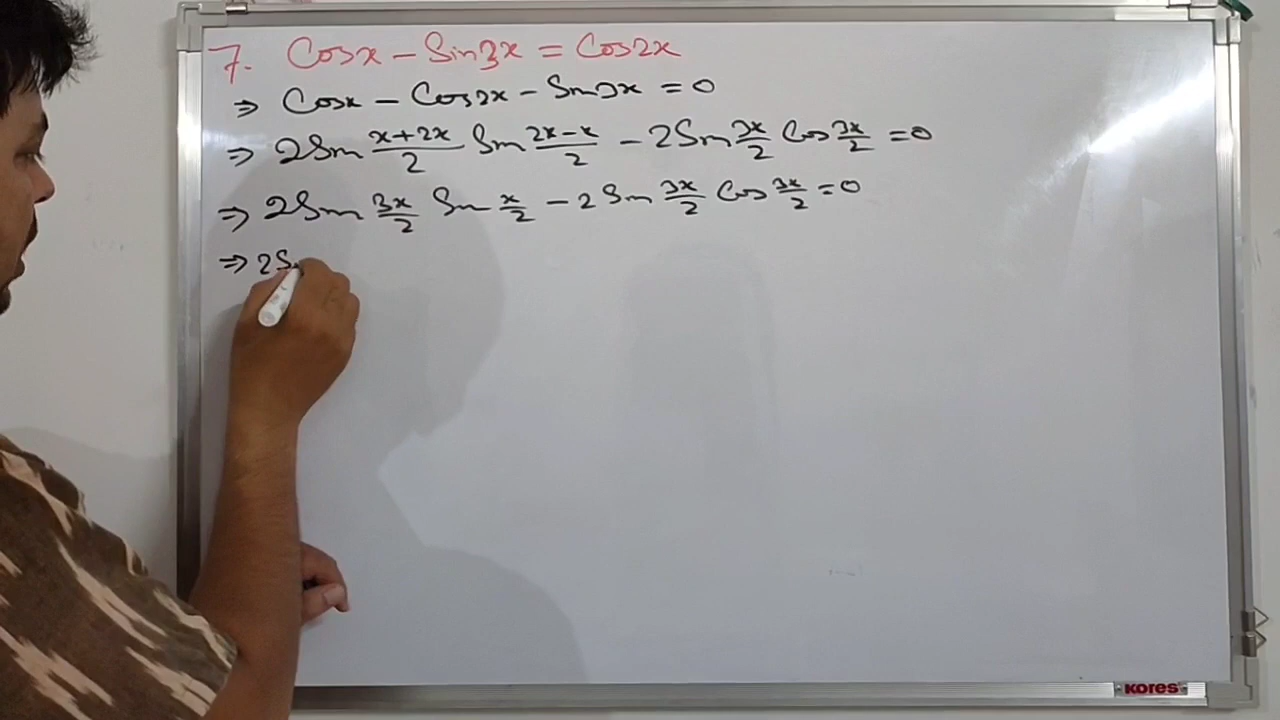 7. Cosx - Sin3x = Cos2x
⇒ Cosx - Cos2x - Sin3x = 0
⇒ 2Sin (x+2x)/2 Sin (2x-x)/2 - 2Sin 3x/2 Cos 3x/2 = 0
⇒ 2Sin 3x/2 Sin x/2 - 2Sin 3x/2 Cos 3x/2 = 0
⇒ 2S
KORES